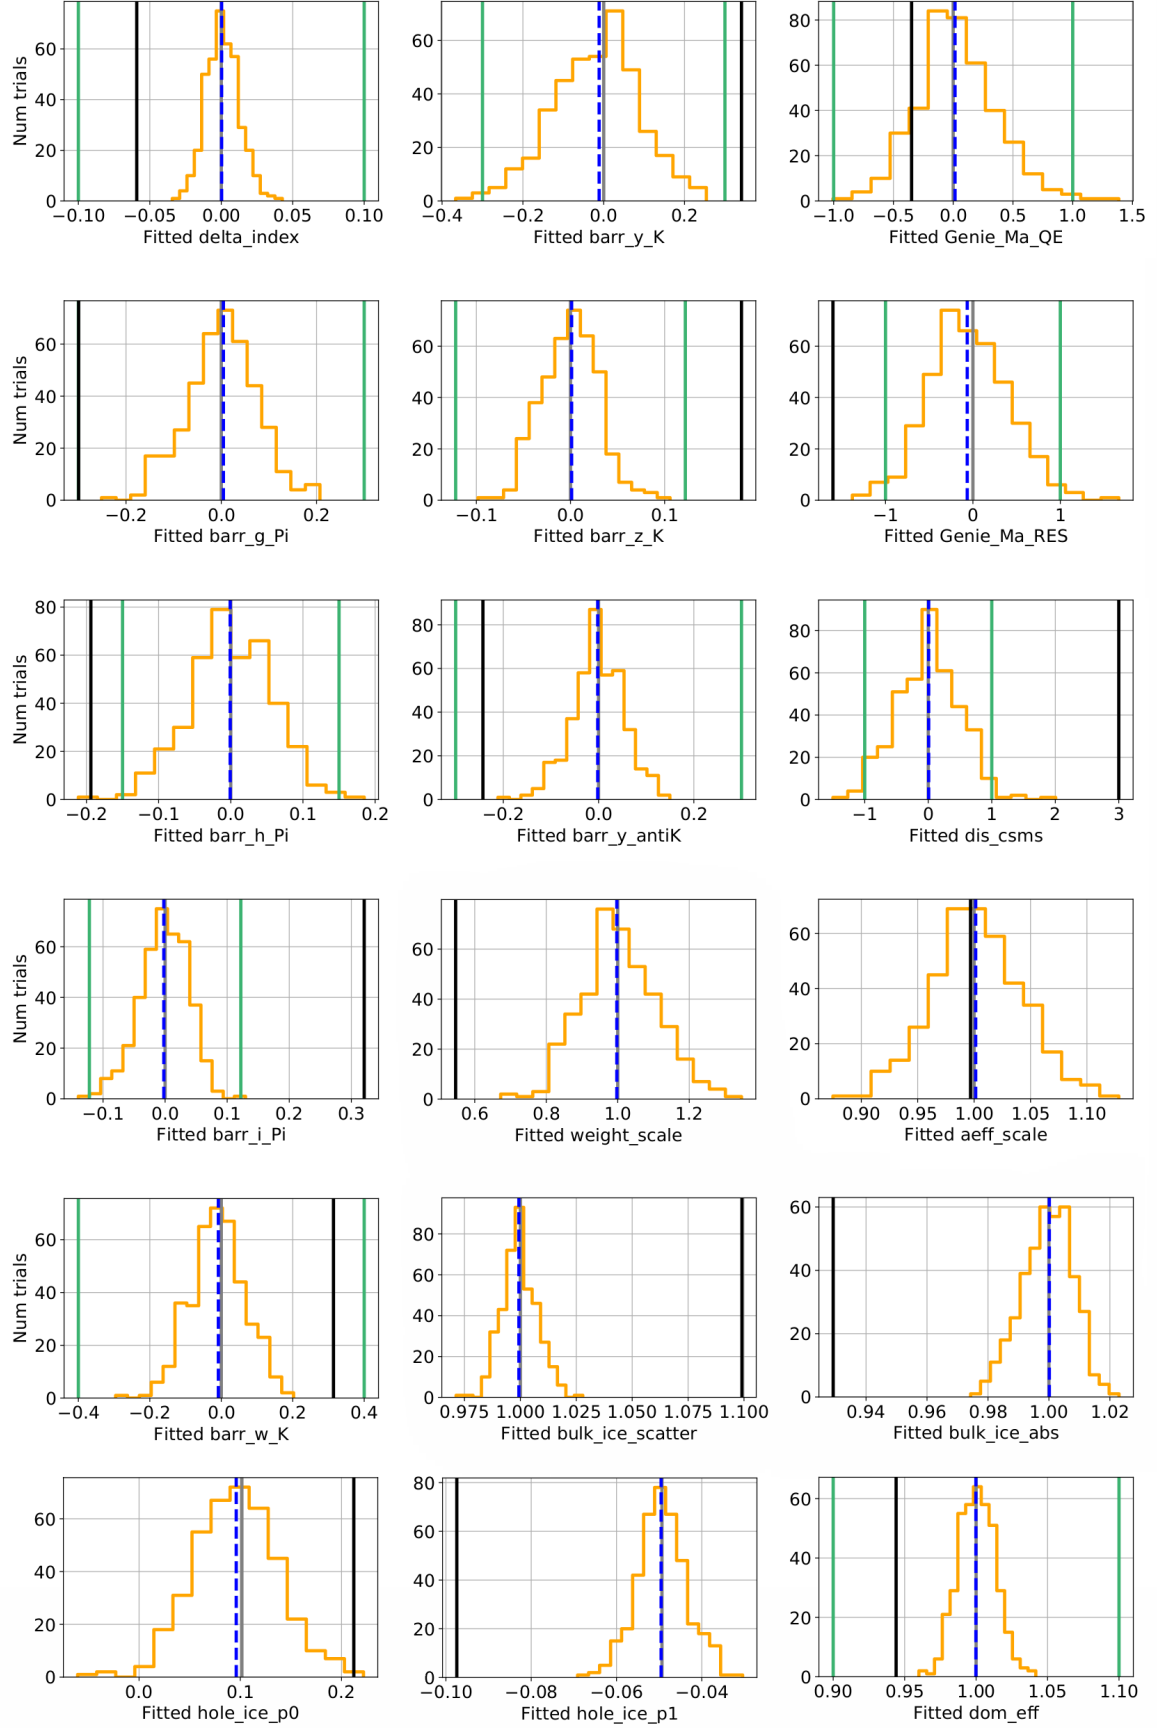 Num trials
60
40
20
0
−0.10 −0.05 0.00 0.05 0.10
Fitted delta_index
60
40
20
0
−0.4 −0.2 0.0 0.2
Fitted barr_y_K
80
60
40
20
0
−1.0 −0.5 0.0 0.5 1.0 1.5
Fitted Genie_Ma_QE
Num trials
60
40
20
0
−0.2 0.0 0.2
Fitted barr_g_Pi
60
40
20
0
−0.1 0.0 0.1
Fitted barr_z_K
60
40
20
0
−1 0 1
Fitted Genie_Ma_RES
Num trials
80
60
40
20
0
−0.2 −0.1 0.0 0.1 0.2
Fitted barr_h_Pi
80
60
40
20
0
−0.2 0.0 0.2
Fitted barr_y_antiK
80
60
40
20
0
−1 0 1 2 3
Fitted dis_csms
Num trials
60
40
20
0
−0.1 0.0 0.1 0.2 0.3
Fitted barr_i_Pi
60
40
20
0
0.6 0.8 1.0 1.2
Fitted weight_scale
60
40
20
0
0.90 0.95 1.00 1.05 1.10
Fitted aeff_scale
Num trials
60
40
20
0
−0.4 −0.2 0.0 0.2 0.4
Fitted barr_w_K
80
60
40
20
0
0.975 1.000 1.025 1.050 1.075 1.100
Fitted bulk_ice_scatter
60
40
20
0
0.94 0.96 0.98 1.00 1.02
Fitted bulk_ice_abs
60
40
20
0
0.0 0.1 0.2
Fitted hole_ice_p0
80
60
40
20
0
−0.10 −0.08 −0.06 −0.04
Fitted hole_ice_p1
60
40
20
0
0.90 0.95 1.00 1.05 1.10
Fitted dom_eff